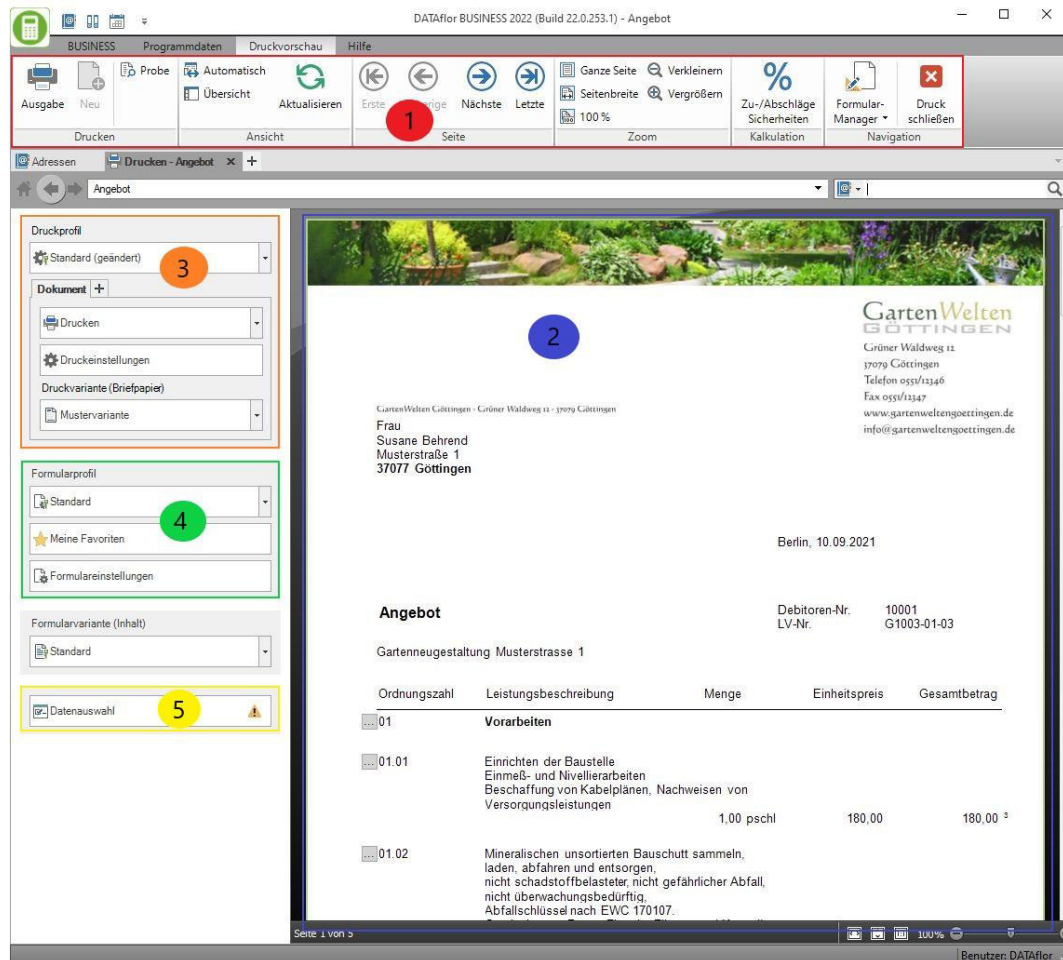 DATAflor BUSINESS 2022 (Build 22.0.253.1) - Angebot
BUSINESS Programmdaten Druckvorschau Hilfe
Ausgabe Neu Probe
Drucken
Automatisch
Übersicht
Aktualisieren
Ansicht
Erste Nächste Letzte
1
Seite
Ganze Seite Verkleinern
Seitenbreite Vergrößern
100 %
Zoom
%
Zu-/Abschläge
Sicherheiten
Kalkulation
Formular-
Manager
Druck
schließen
Navigation
Adressen Drucken - Angebot
Angebot
Druckprofil
Standard (geändert)
3
Dokument
Drucken
Druckeinstellungen
Druckvariante (Briefpapier)
Mustervariante
Formularprofil
Standard
4
Meine Favoriten
Formulareinstellungen
Formularvariante (Inhalt)
Standard
Datenauswahl
5
2
GartenWelten
GÖTTINGEN
Grüner Waldweg 12
37079 Göttingen
Telefon 0551/12346
Fax 0551/12347
www.gartenweltengoettingen.de
info@gartenweltengoettingen.de
GartenWelten Göttingen - Grüner Waldweg 12 - 37079 Göttingen
Frau
Susane Behrend
Musterstraße 1
37077 Göttingen
Berlin, 10.09.2021
Angebot
Debitoren-Nr. 10001
LV-Nr. G1003-01-03
Gartenneugestaltung Musterstrasse 1
Ordnungszahl Leistungsbeschreibung Menge Einheitspreis Gesamtbetrag
... 01 Vorarbeiten
... 01.01 Einrichten der Baustelle
Einmeß- und Nivellierarbeiten
Beschaffung von Kabelplänen, Nachweisen von
Versorgungsleistungen
1,00 pschl 180,00 180,00 ³
... 01.02 Mineralischen unsortierten Bauschutt sammeln,
laden, abfahren und entsorgen,
nicht schadstoffbelasteter, nicht gefährlicher Abfall,
nicht überwachungsbedürftig,
Abfallschlüssel nach EWC 170107.
Seite 1 von 5
100%
Benutzer: DATAflor